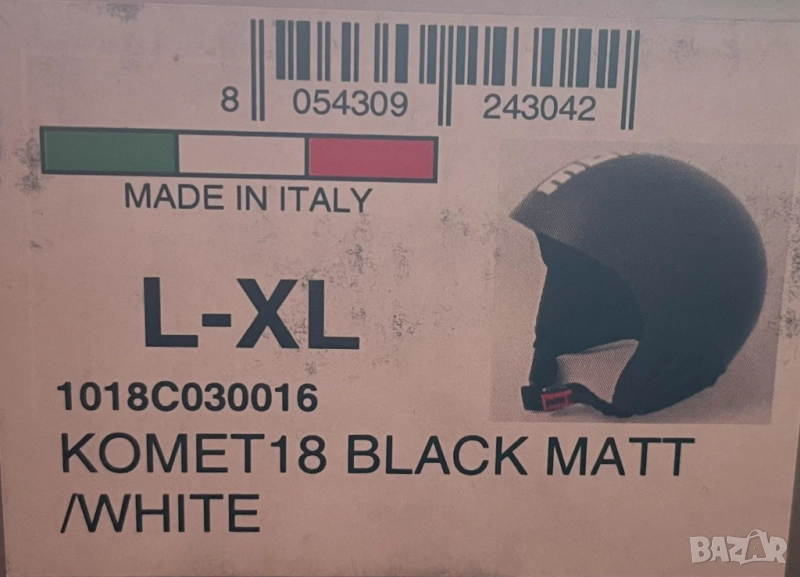 8 054309 243042
MADE IN ITALY
L-XL
1018C030016
KOMET18 BLACK MATT
/WHITE
BAZAR